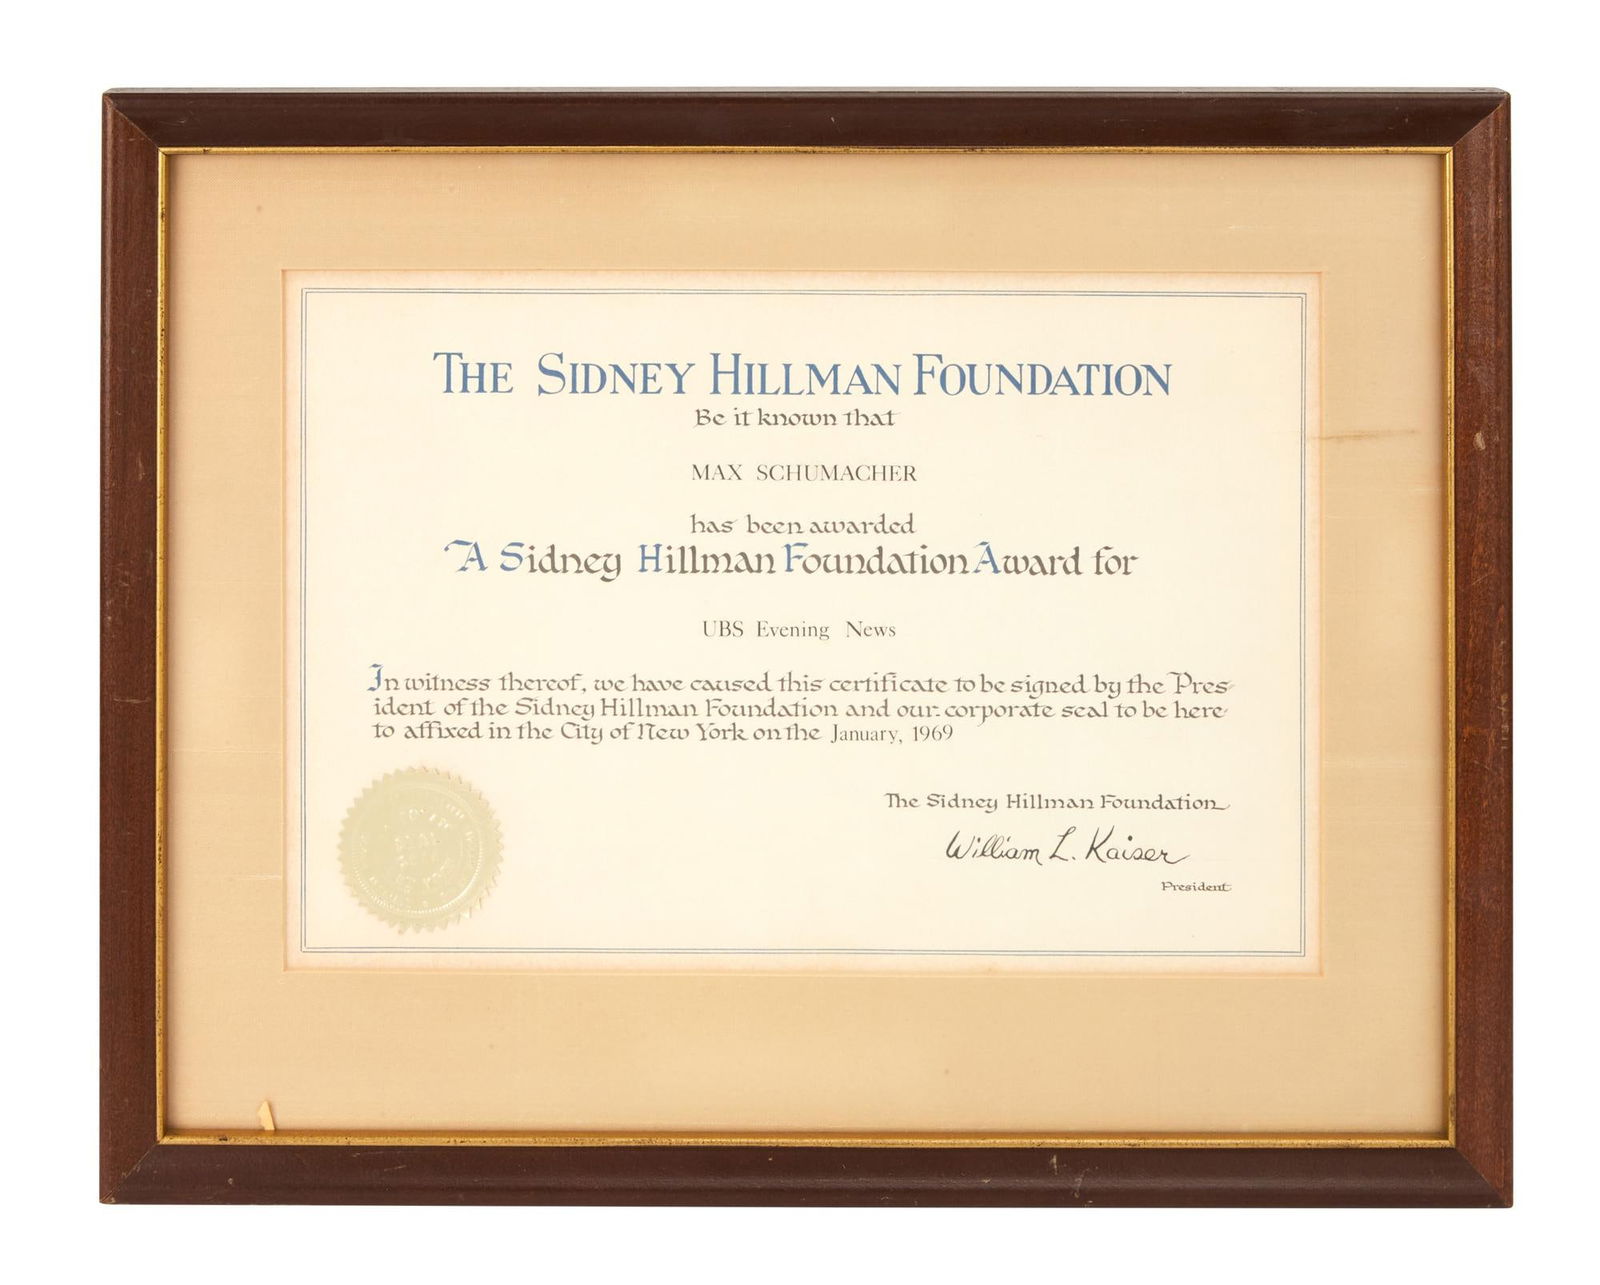 THE SIDNEY HILLMAN FOUNDATION
Be it known that
MAX SCHUMACHER
has been awarded
A Sidney Hillman Foundation Award for
UBS Evening News
In witness thereof, we have caused this certificate to be signed by the Pres-
ident of the Sidney Hillman Foundation and our corporate seal to be here-
to affixed in the City of New York on the January, 1969
The Sidney Hillman Foundation
William L. Kaiser
President